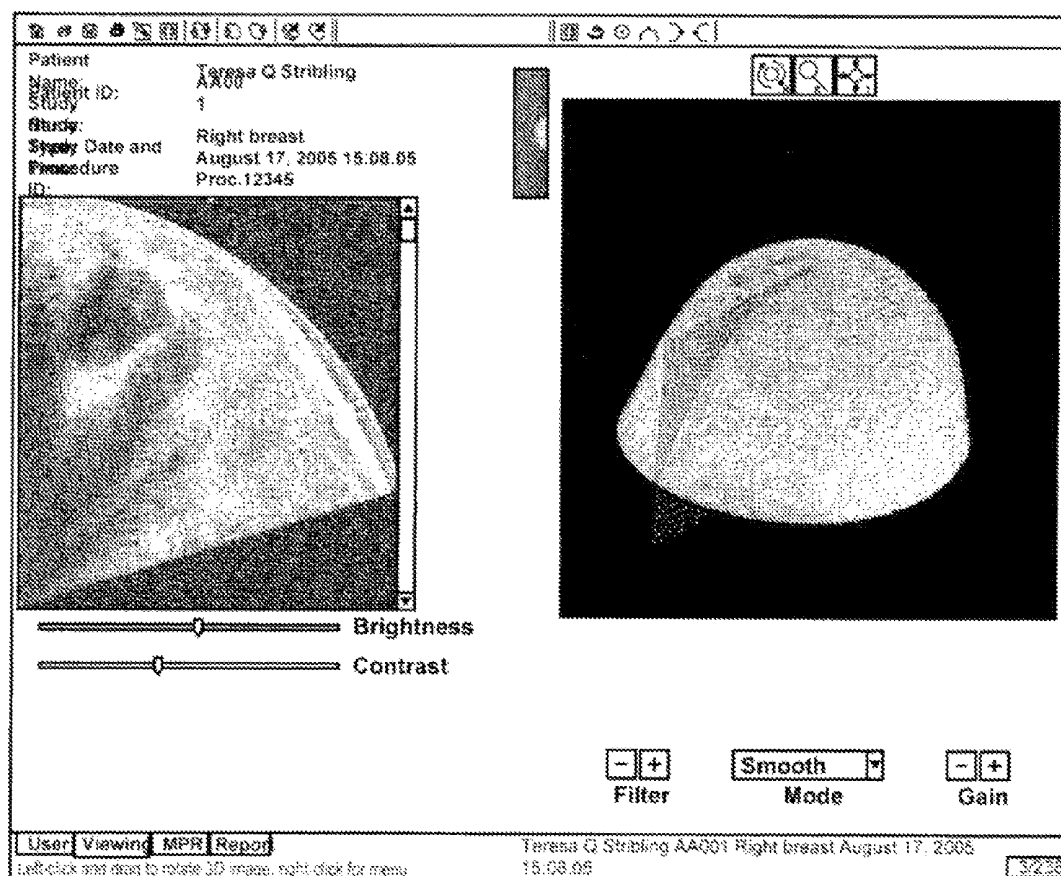 Patient
Name: Teresa Q Stribling
Patient ID: AA00
Study 1
Study:
Right breast
Study Date and August 17, 2005 15.08.05
Procedure Proc.12345
ID:
Brightness
Contrast
- + Smooth - +
Filter Mode Gain
User Viewing MPR Repor
Teresa Q Stribling AA001 Right breast August 17, 2005
Left-click and drag to rotate 3D image, right-click for menu 15.08.05